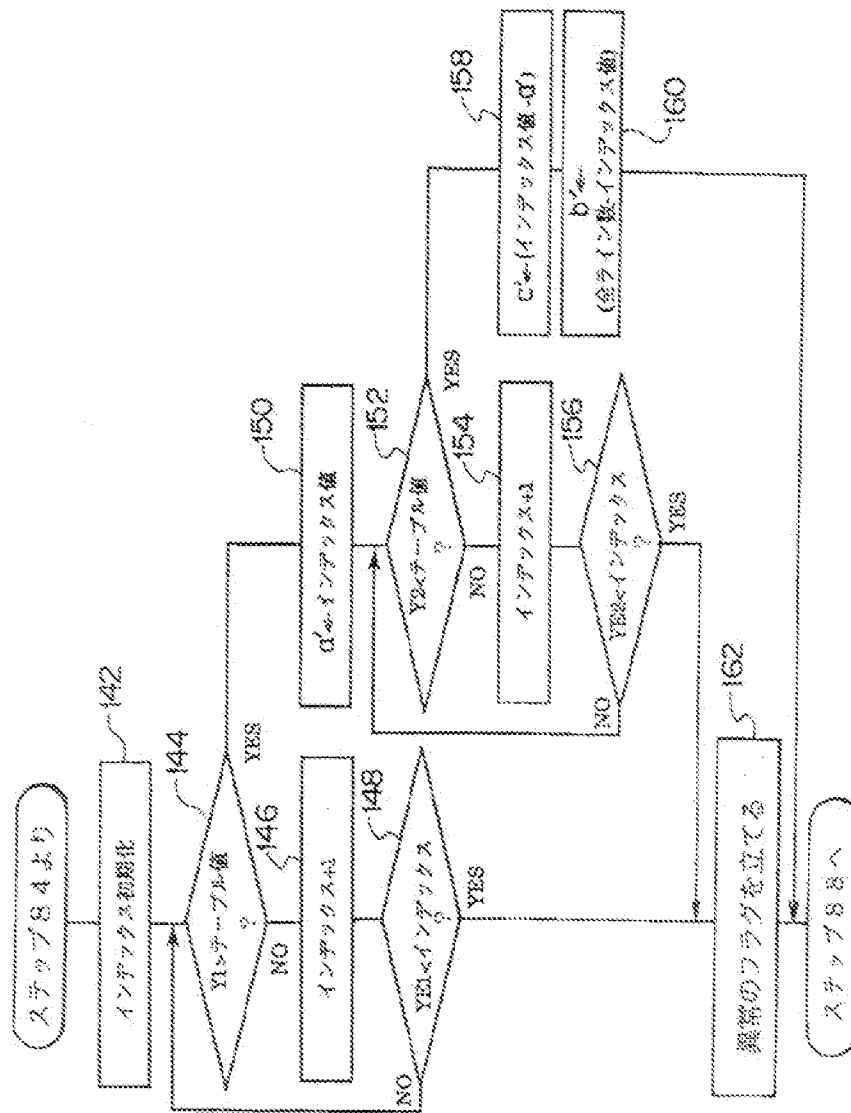 ステップ84より
インデックス初期化
142
Y1>テーブル値
?
144
YES
NO
インデックス+1
146
YE1<インデックス
?
148
NO
YES
a'←インデックス値
150
Y2<テーブル値
?
152
YES
NO
インデックス+1
154
YE2<インデックス
?
156
NO
YES
C'←(インデックス値-a')
158
b'←
(全ライン数-インデックス値)
160
異常のフラグを立てる
162
ステップ88へ